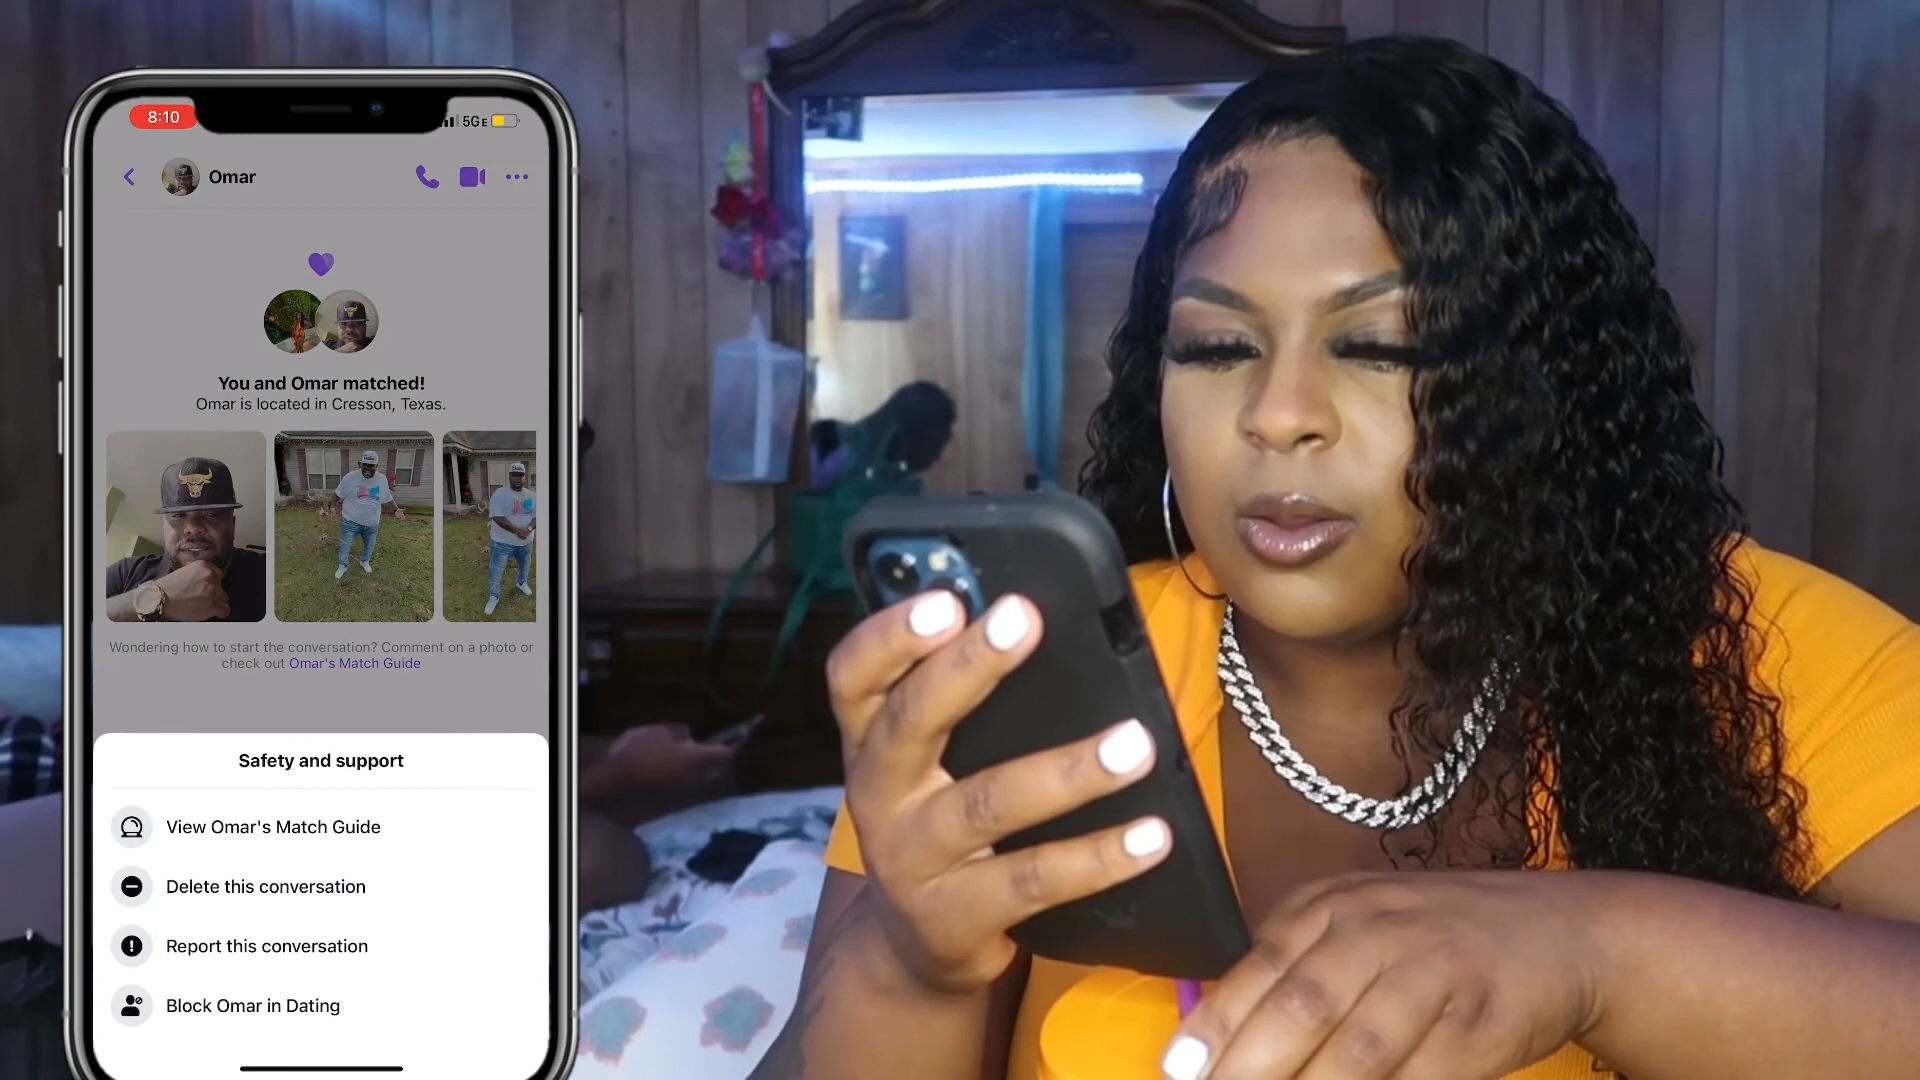 8:10
5GE
Omar
You and Omar matched!
Omar is located in Cresson, Texas.
Wondering how to start the conversation? Comment on a photo or
check out Omar's Match Guide
Safety and support
View Omar's Match Guide
Delete this conversation
Report this conversation
Block Omar in Dating